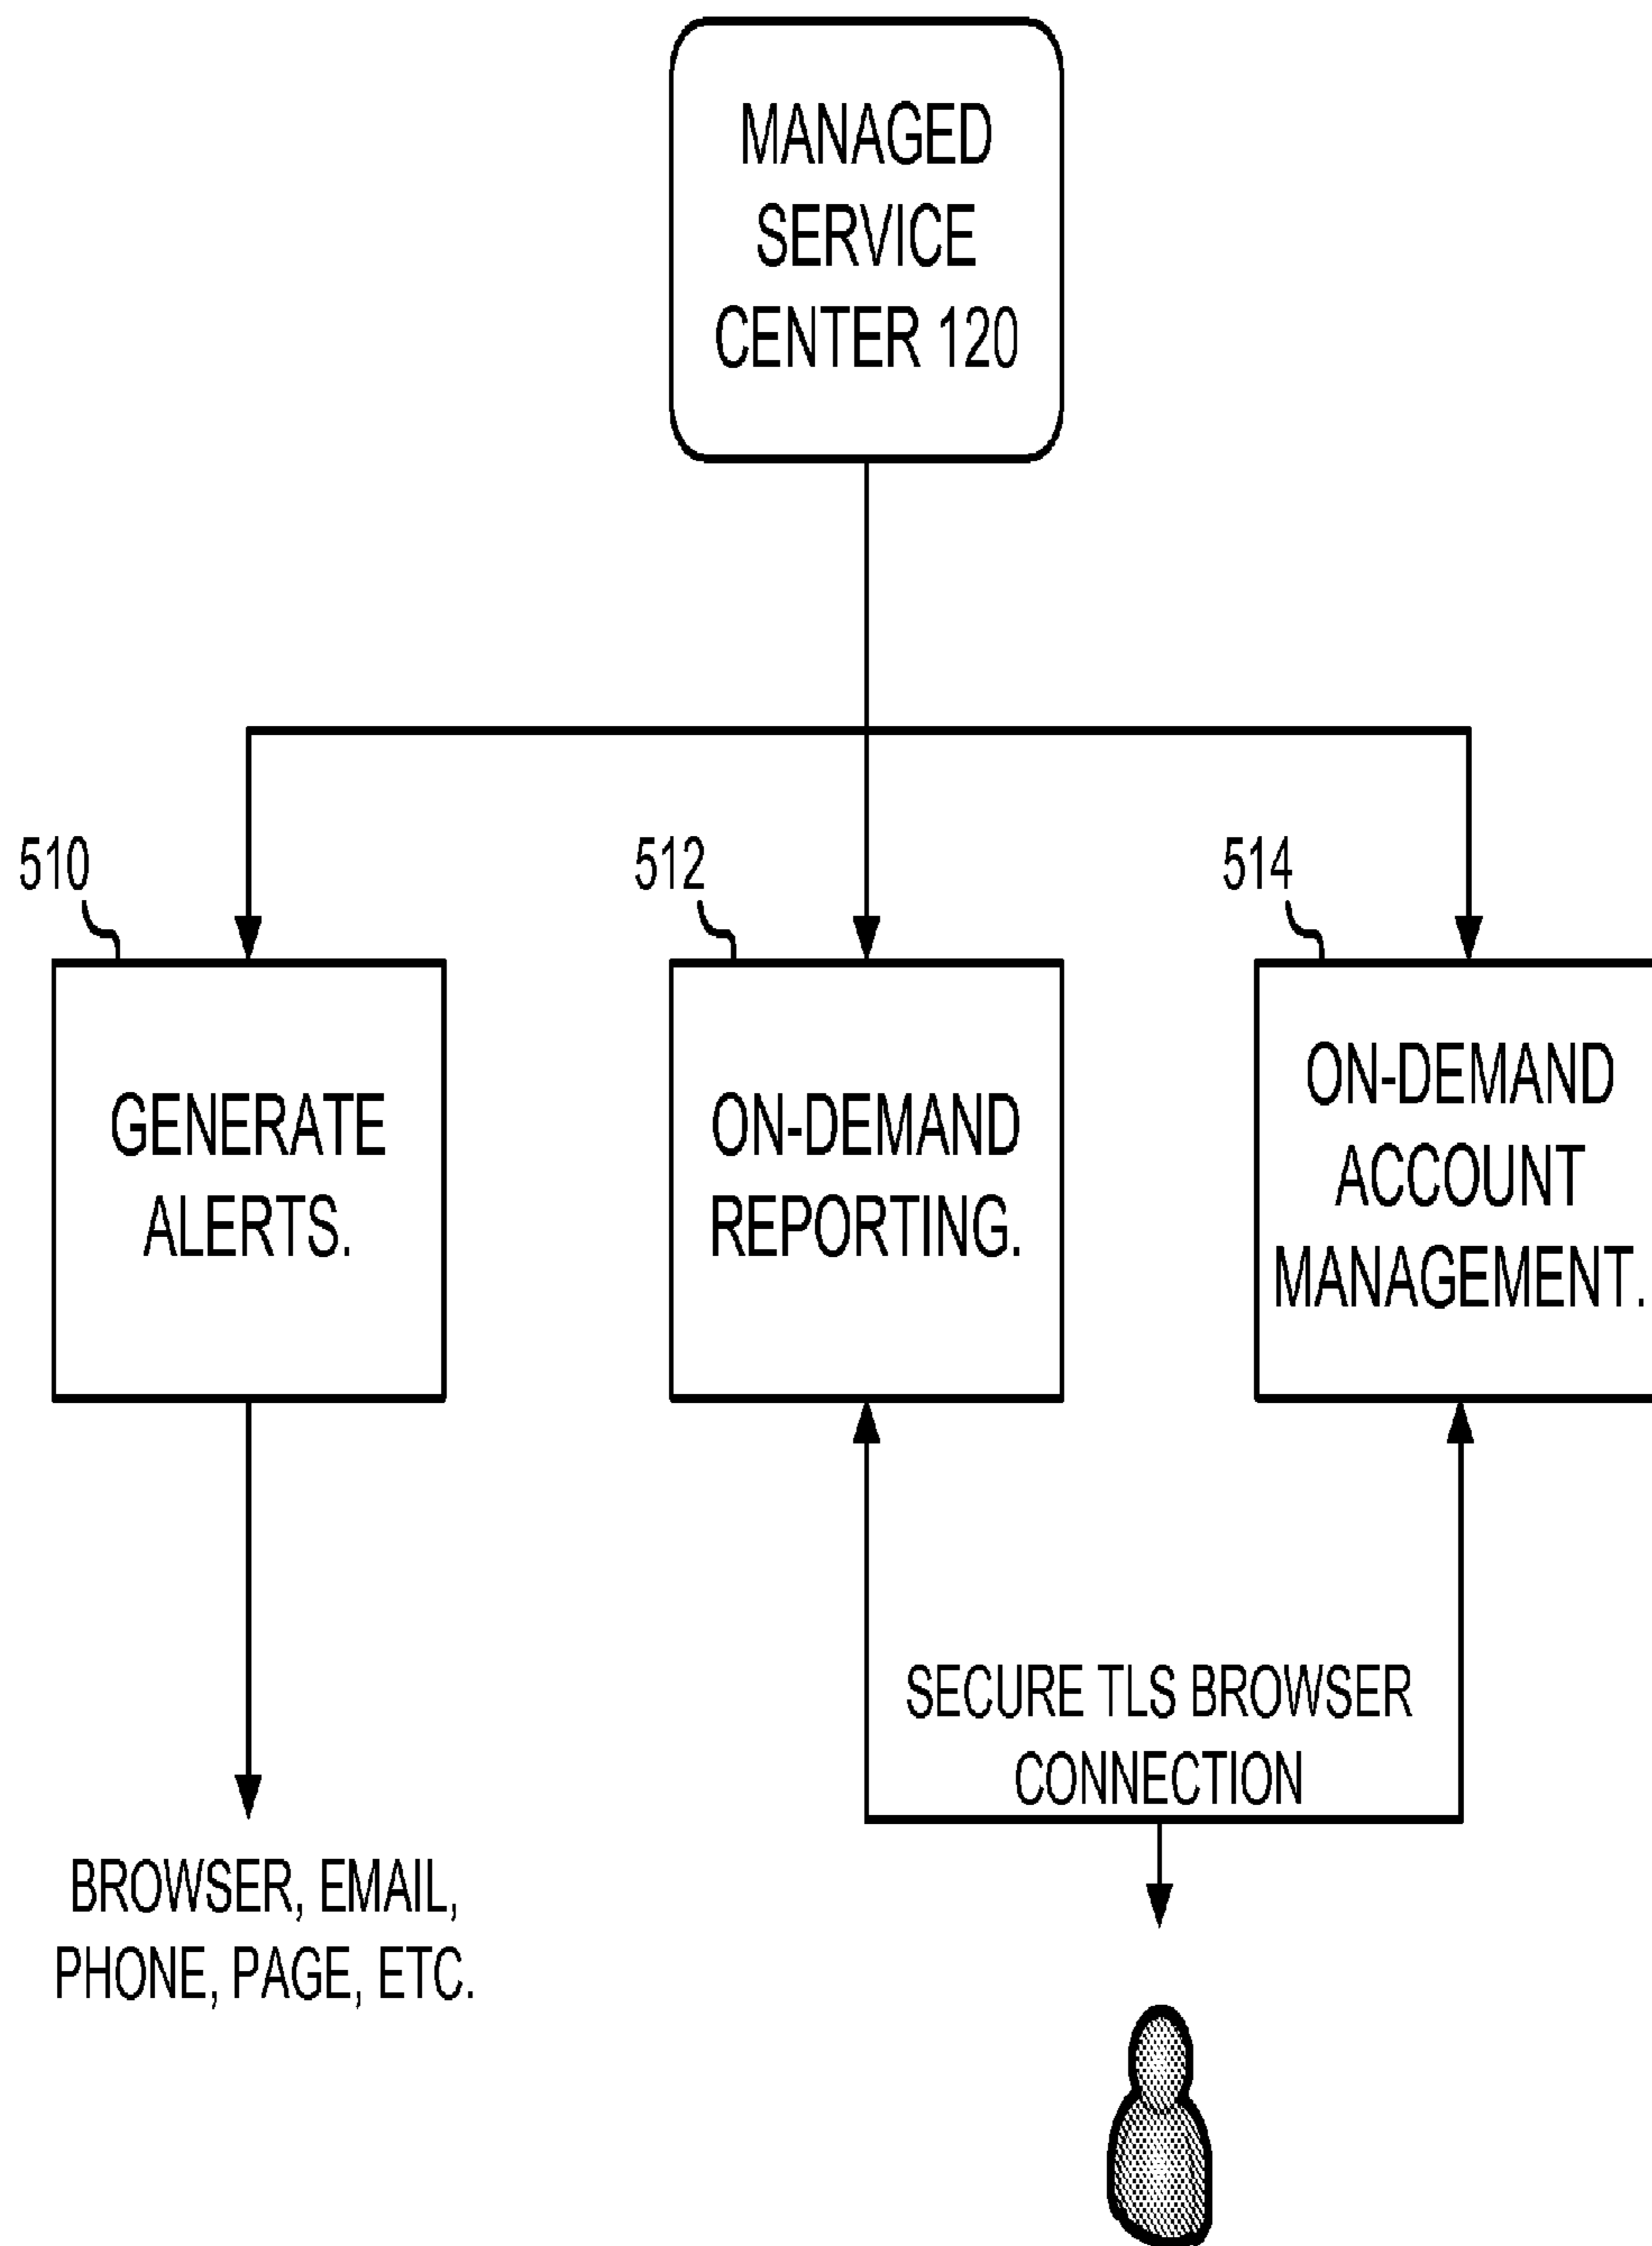 MANAGED
SERVICE
CENTER 120
510
512
514
GENERATE
ALERTS.
ON-DEMAND
REPORTING.
ON-DEMAND
ACCOUNT
MANAGEMENT.
SECURE TLS BROWSER
CONNECTION
BROWSER, EMAIL,
PHONE, PAGE, ETC.